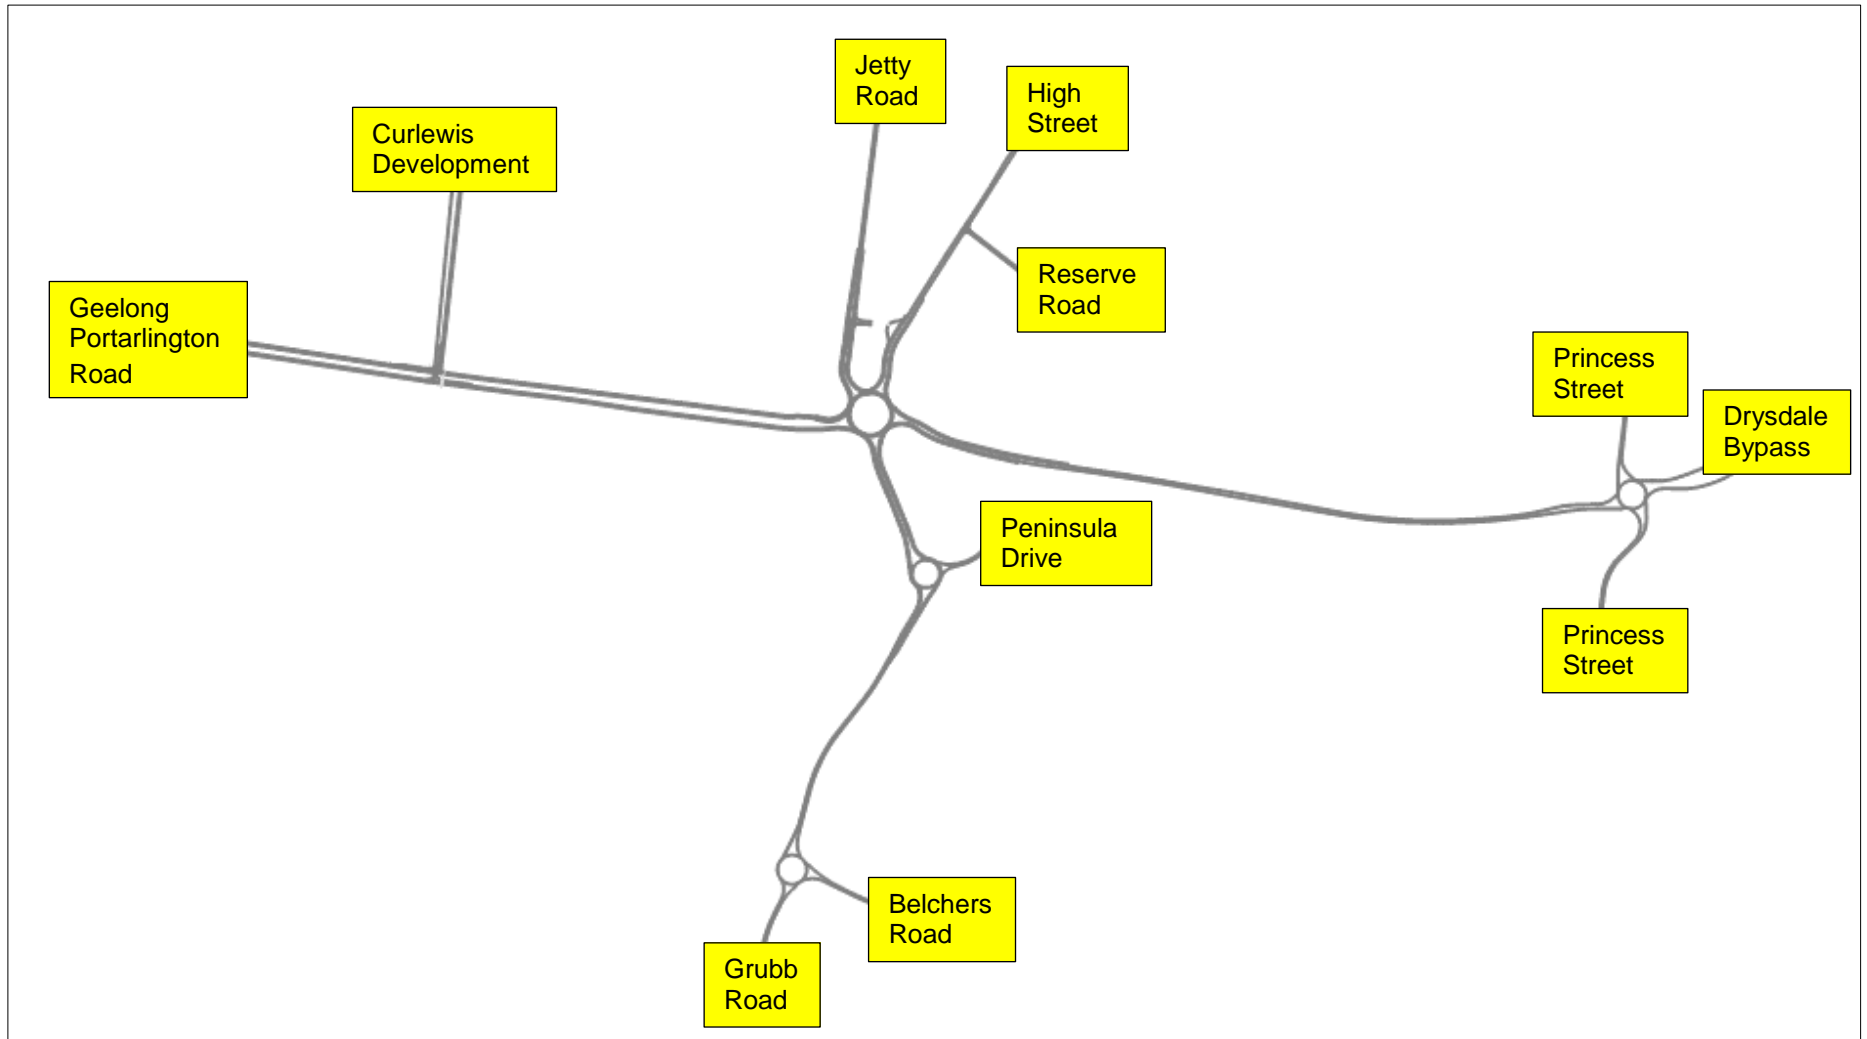 Jetty
Road
High
Street
Curlewis
Development
Reserve
Road
Geelong
Portarlington
Road
Princess
Street
Drysdale
Bypass
Peninsula
Drive
Princess
Street
Belchers
Road
Grubb
Road